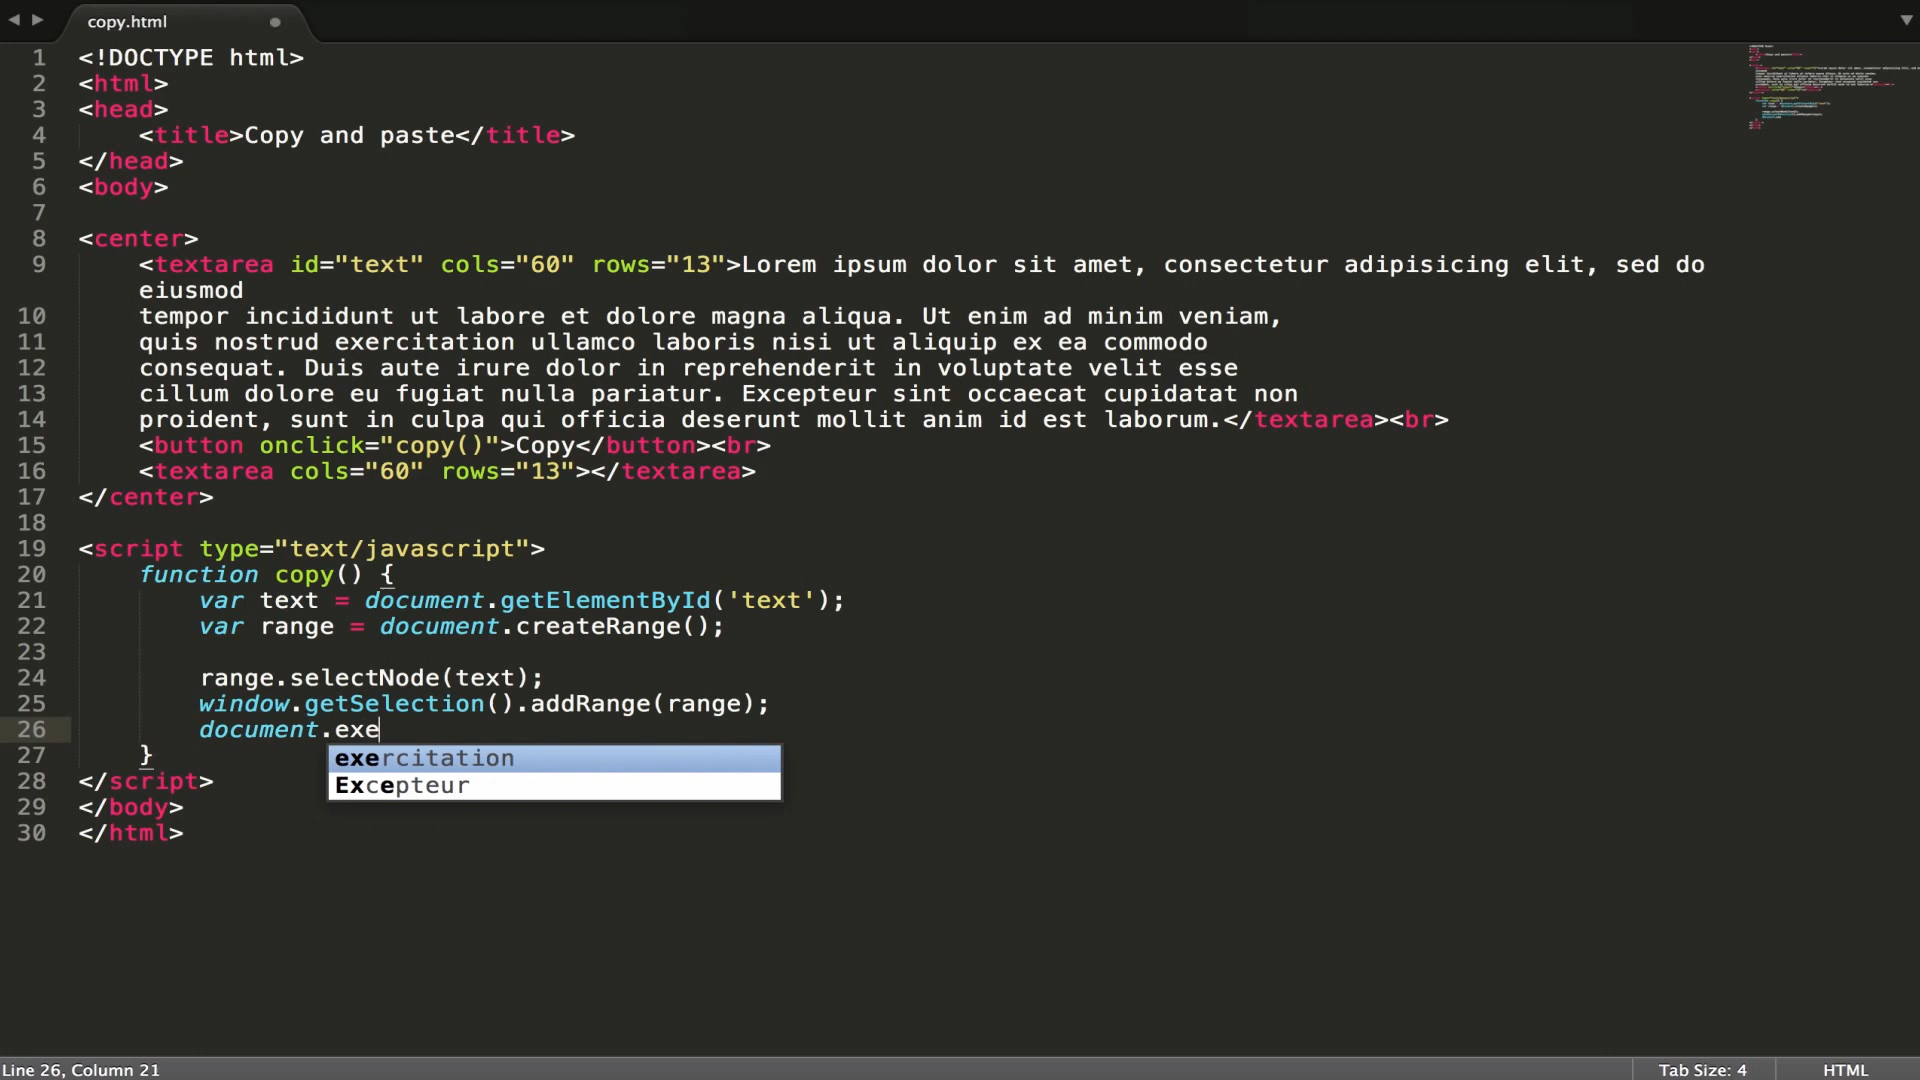 copy.html
1 <!DOCTYPE html>
2 <html>
3 <head>
4 <title>Copy and paste</title>
5 </head>
6 <body>
7
8 <center>
9 <textarea id="text" cols="60" rows="13">Lorem ipsum dolor sit amet, consectetur adipisicing elit, sed do
eiusmod
10 tempor incididunt ut labore et dolore magna aliqua. Ut enim ad minim veniam,
11 quis nostrud exercitation ullamco laboris nisi ut aliquip ex ea commodo
12 consequat. Duis aute irure dolor in reprehenderit in voluptate velit esse
13 cillum dolore eu fugiat nulla pariatur. Excepteur sint occaecat cupidatat non
14 proident, sunt in culpa qui officia deserunt mollit anim id est laborum.</textarea><br>
15 <button onclick="copy()">Copy</button><br>
16 <textarea cols="60" rows="13"></textarea>
17 </center>
18
19 <script type="text/javascript">
20 function copy() {
21 var text = document.getElementById('text');
22 var range = document.createRange();
23
24 range.selectNode(text);
25 window.getSelection().addRange(range);
26 document.exe
27 }
exercitation
Excepteur
28 </script>
29 </body>
30 </html>
Line 26, Column 21
Tab Size: 4
HTML